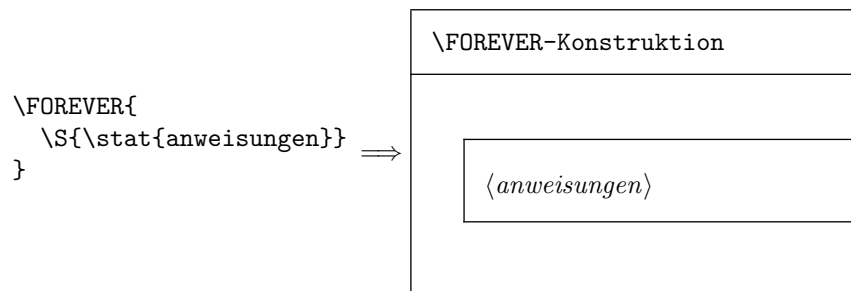 \FOREVER-Konstruktion
\FOREVER{
\S{\stat{anweisungen}}
}
⟹
⟨anweisungen⟩